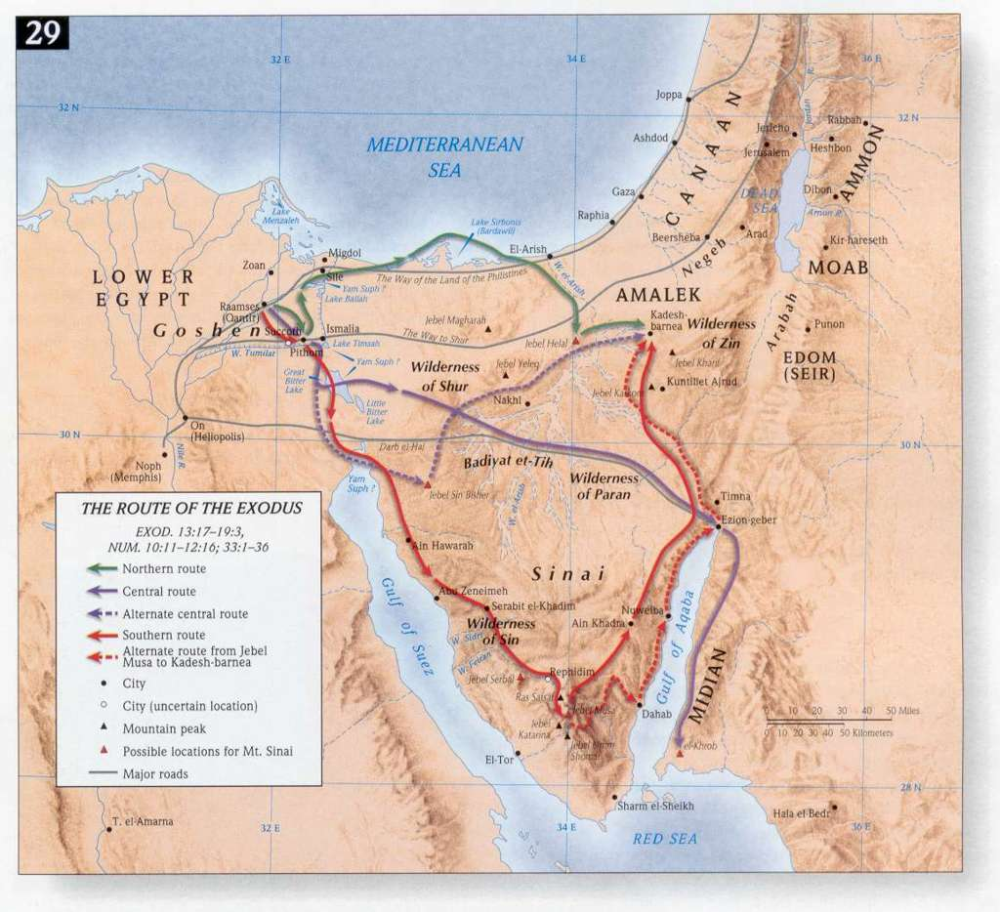 29
32 E
34 E
36 E
32 N
32 N
MEDITERRANEAN
SEA
Joppa
Ashdod
Gaza
Raphia
CANAAN
Jordan R.
Jericho
Jerusalem
Rabbah
Heshbon
AMMON
DEAD
SEA
Dibon
Arnon R.
Beersheba
Arad
Negeb
Kir-hareseth
MOAB
Lake
Menzaleh
Lake Sirbonis
(Bardawil)
El-Arish
W. el-Arish
Zoan
Migdol
Sile
The Way of the Land of the Philistines
LOWER
EGYPT
Yam Suph ?
Lake Ballah
Raamses
(Qantir)
Goshen
Succoth
Ismalia
Pithom
Lake Timsah
W. Tumilat
Yam Suph ?
Jebel Magharah
The Way to Shur
Jebel Helal
AMALEK
Kadesh-
barnea
Wilderness
of Zin
Arabah
Punon
EDOM
(SEIR)
Great
Bitter
Lake
Wilderness
of Shur
Jebel Yeleq
Jebel Kharif
Kuntillet Ajrud
Nakhl
Little
Bitter
Lake
30 N
On
(Heliopolis)
Nile R.
Noph
(Memphis)
Darb el-Haj
Badiyat et-Tih
30 N
Yam
Suph ?
Jebel Sin Bisher
W. el-Arish
Wilderness
of Paran
Timna
Ezion-geber
Ain Hawarah
Sinai
Abu Zeneimeh
Serabit el-Khadim
Wilderness
of Sin
Ain Khadra
Nuweiba
Gulf of Suez
Gulf of Aqaba
W. Sidri
W. Feiran
Jebel Serbal
Rephidim
Ras Safsaf
Jebel Musa
Jebel
Katarina
Jebel Umm
Shomar
Dahab
MIDIAN
el-Khrob
El-Tor
Sharm el-Sheikh
RED SEA
0 10 20 30 40 50 Miles
0 10 20 30 40 50 Kilometers
28 N
Hala el Bedr
T. el-Amarna
32 E
34 E
36 E
THE ROUTE OF THE EXODUS
EXOD. 13:17–19:3,
NUM. 10:11–12:16; 33:1–36
Northern route
Central route
Alternate central route
Southern route
Alternate route from Jebel
Musa to Kadesh-barnea
City
City (uncertain location)
Mountain peak
Possible locations for Mt. Sinai
Major roads